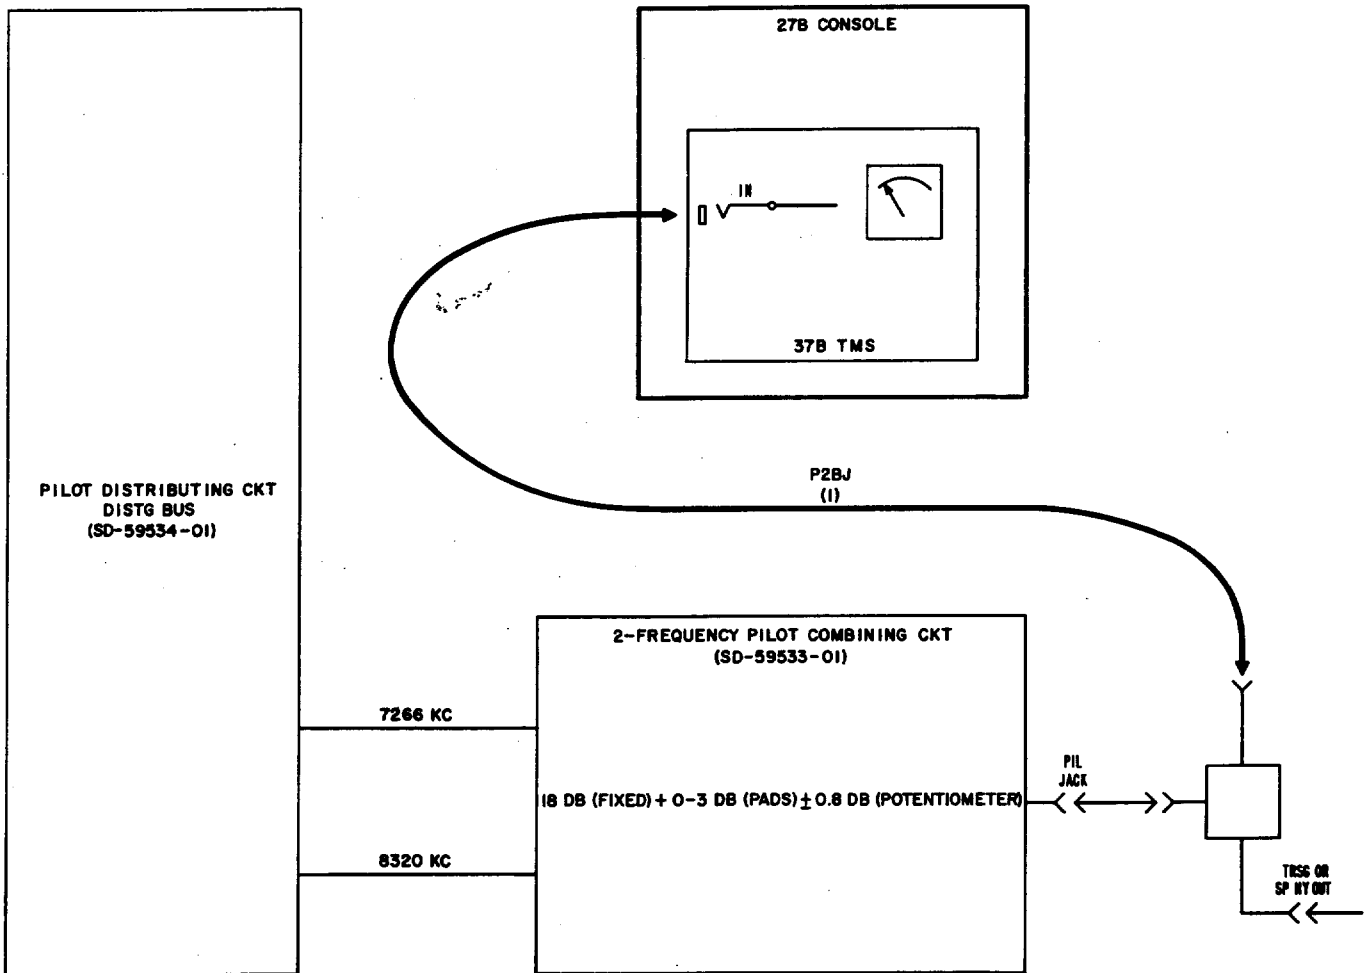 27B CONSOLE
IN
37B TMS
PILOT DISTRIBUTING CKT
DISTG BUS
(SD-59534-01)
P2BJ
(1)
2-FREQUENCY PILOT COMBINING CKT
(SD-59533-01)
7266 KC
PIL
JACK
18 DB (FIXED) + 0-3 DB (PADS) ± 0.8 DB (POTENTIOMETER)
8320 KC
TRSG OR
SP HY OUT